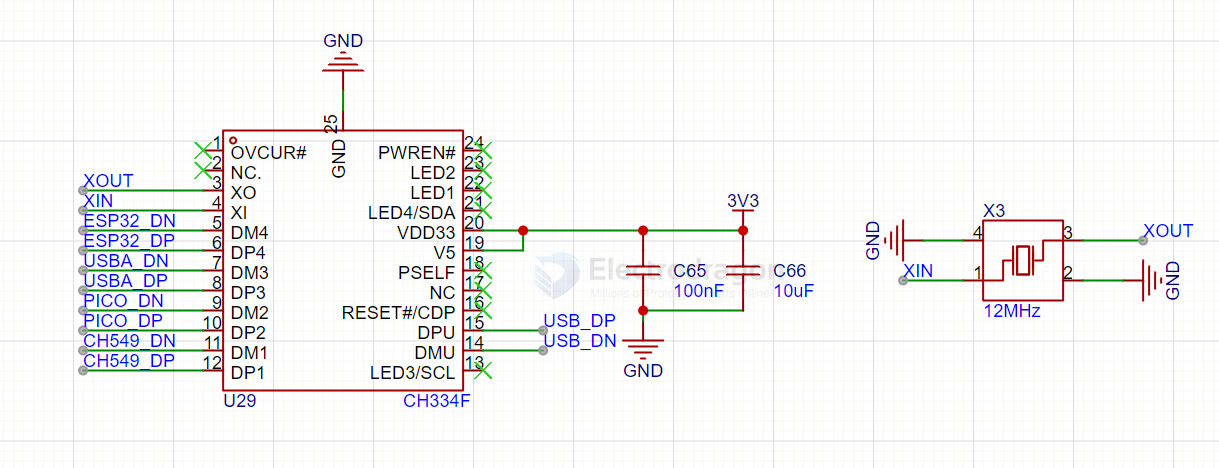 GND
25
GND
1
OVCUR#
2
NC.
XOUT
3
XO
XIN
4
XI
ESP32_DN
5
DM4
ESP32_DP
6
DP4
USBA_DN
7
DM3
USBA_DP
8
DP3
PICO_DN
9
DM2
PICO_DP
10
DP2
CH549_DN
11
DM1
CH549_DP
12
DP1
24
PWREN#
23
LED2
22
LED1
21
LED4/SDA
20
VDD33
19
V5
18
PSELF
17
NC
16
RESET#/CDP
15
DPU
USB_DP
14
DMU
USB_DN
13
LED3/SCL
U29
CH334F
3V3
Electrodragon
C65
100nF
C66
10uF
GND
X3
GND
4
3
XOUT
XIN
1
2
GND
12MHz